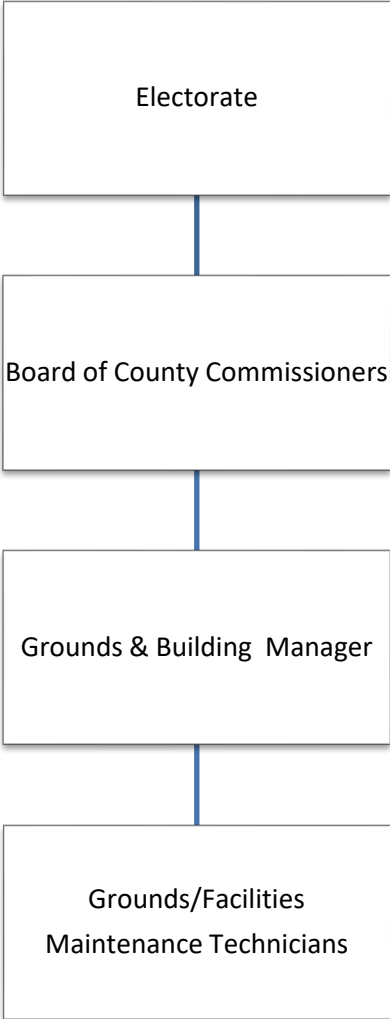 Electorate
Board of County Commissioners
Grounds & Building  Manager
Grounds/Facilities
Maintenance Technicians